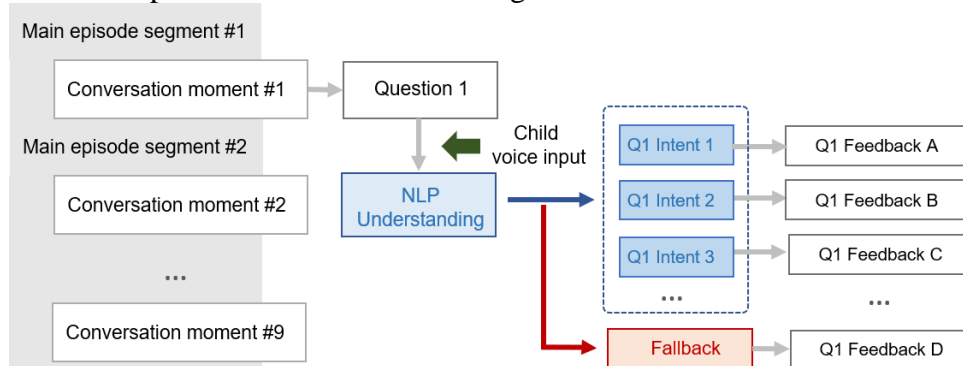 Main episode segment #1
Conversation moment #1
Question 1
Main episode segment #2
Child
voice input
Conversation moment #2
NLP
Understanding
...
Conversation moment #9
Q1 Intent 1
Q1 Feedback A
Q1 Intent 2
Q1 Feedback B
Q1 Intent 3
Q1 Feedback C
...
...
Fallback
Q1 Feedback D